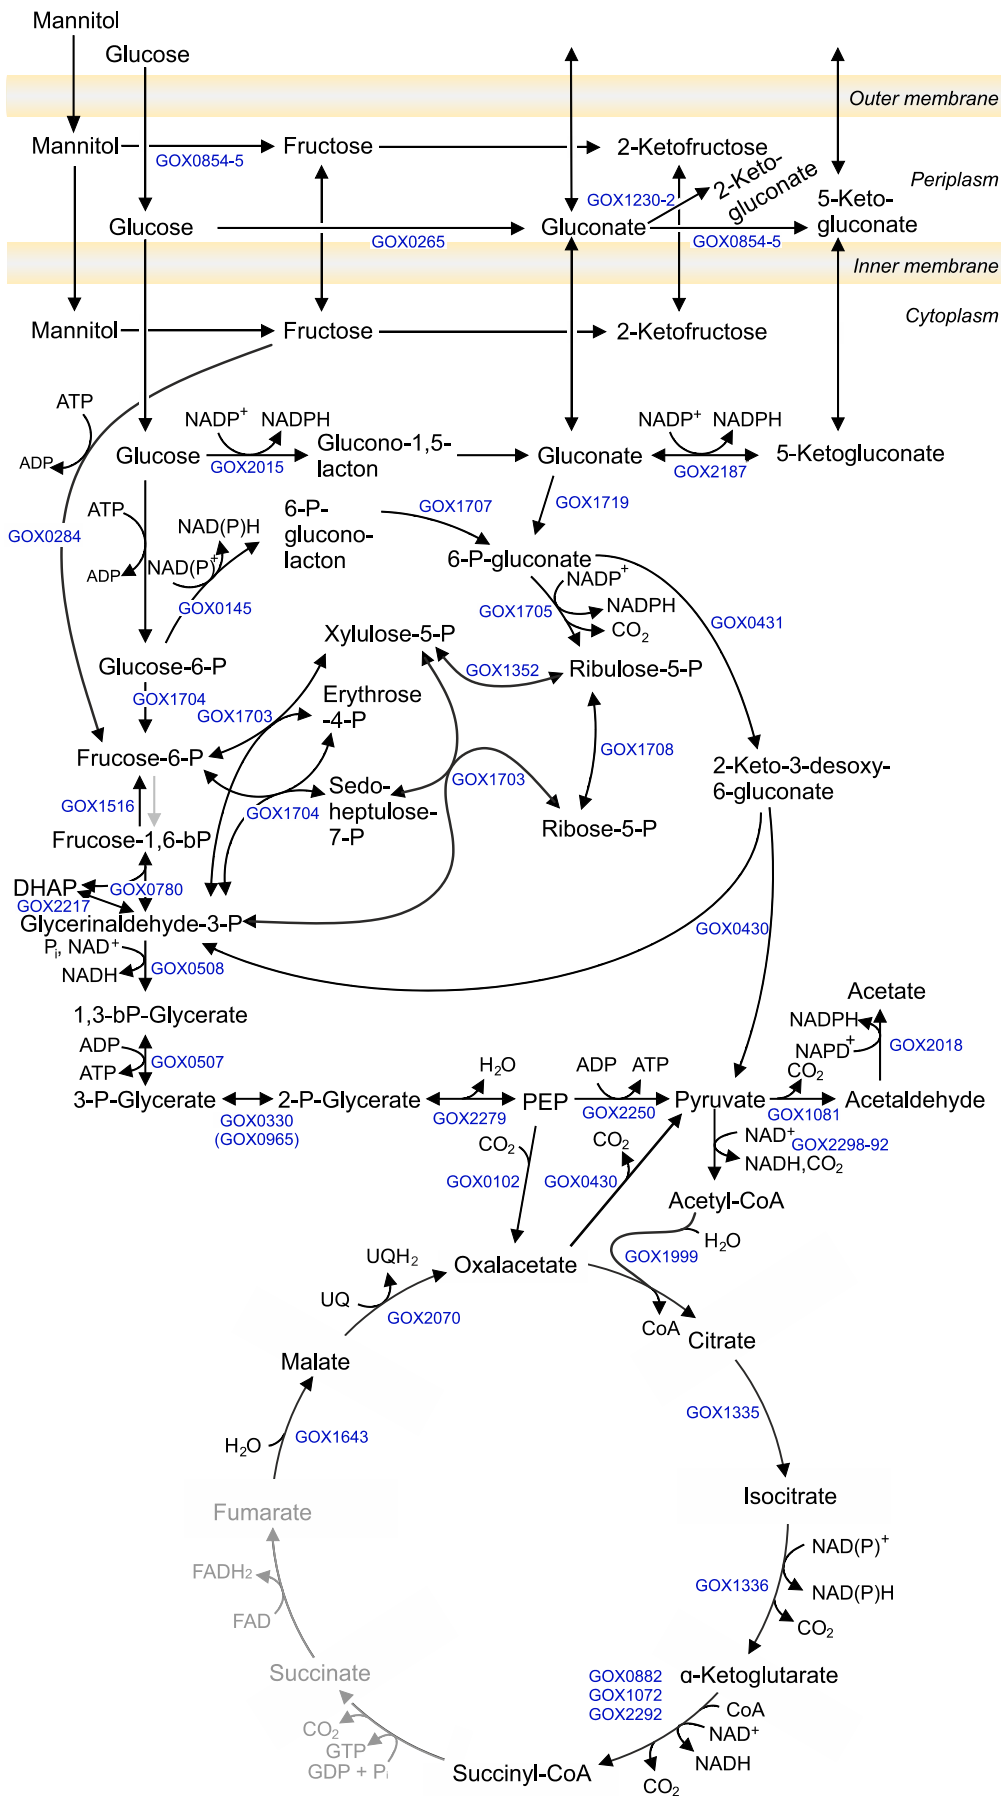 Mannitol
Glucose
Outer membrane
Mannitol
GOX0854-5
Fructose
2-Ketofructose
Periplasm
2-Keto-
gluconate
GOX1230-2
5-Keto-
gluconate
Glucose
GOX0265
Gluconate
GOX0854-5
Inner membrane
Cytoplasm
Mannitol
Fructose
2-Ketofructose
ATP
ADP
NADP+
NADPH
NADP+
NADPH
Glucose
GOX2015
Glucono-1,5-
lacton
Gluconate
GOX2187
5-Ketogluconate
GOX0284
ATP
ADP
NAD(P)H
NAD(P)+
GOX0145
6-P-
glucono-
lacton
GOX1707
GOX1719
6-P-gluconate
NADP+
GOX1705
NADPH
CO2
GOX0431
Glucose-6-P
GOX1704
Xylulose-5-P
GOX1352
Ribulose-5-P
GOX1703
Erythrose
-4-P
Frucose-6-P
GOX1708
2-Keto-3-desoxy-
6-gluconate
GOX1516
GOX1704
Sedo-
heptulose-
7-P
GOX1703
Ribose-5-P
Frucose-1,6-bP
DHAP
GOX0780
GOX2217
Glycerinaldehyde-3-P
GOX0430
Pi, NAD+
NADH
GOX0508
1,3-bP-Glycerate
Acetate
NADPH
NAPD+
GOX2018
ADP
ATP
GOX0507
H2O
ADP
ATP
CO2
3-P-Glycerate
GOX0330
(GOX0965)
2-P-Glycerate
GOX2279
PEP
GOX2250
Pyruvate
GOX1081
Acetaldehyde
CO2
GOX0102
CO2
GOX0430
NAD+
GOX2298-92
NADH,CO2
Acetyl-CoA
H2O
GOX1999
UQH2
UQ
GOX2070
Oxalacetate
CoA
Citrate
Malate
GOX1335
H2O
GOX1643
Isocitrate
Fumarate
NAD(P)+
GOX1336
NAD(P)H
CO2
FADH2
FAD
Succinate
α-Ketoglutarate
GOX0882
GOX1072
GOX2292
CoA
NAD+
NADH
CO2
CO2
GTP
GDP + Pi
Succinyl-CoA